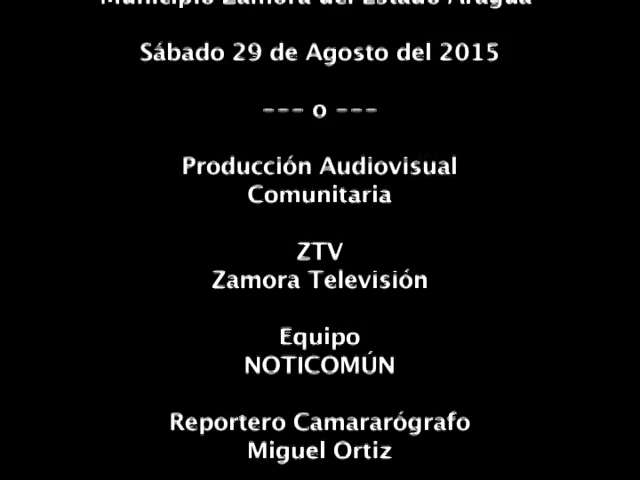 Municipio Zamora del Estado Aragua
Sábado 29 de Agosto del 2015
--- o ---
Producción Audiovisual
Comunitaria
ZTV
Zamora Televisión
Equipo
NOTICOMÚN
Reportero Camararógrafo
Miguel Ortiz